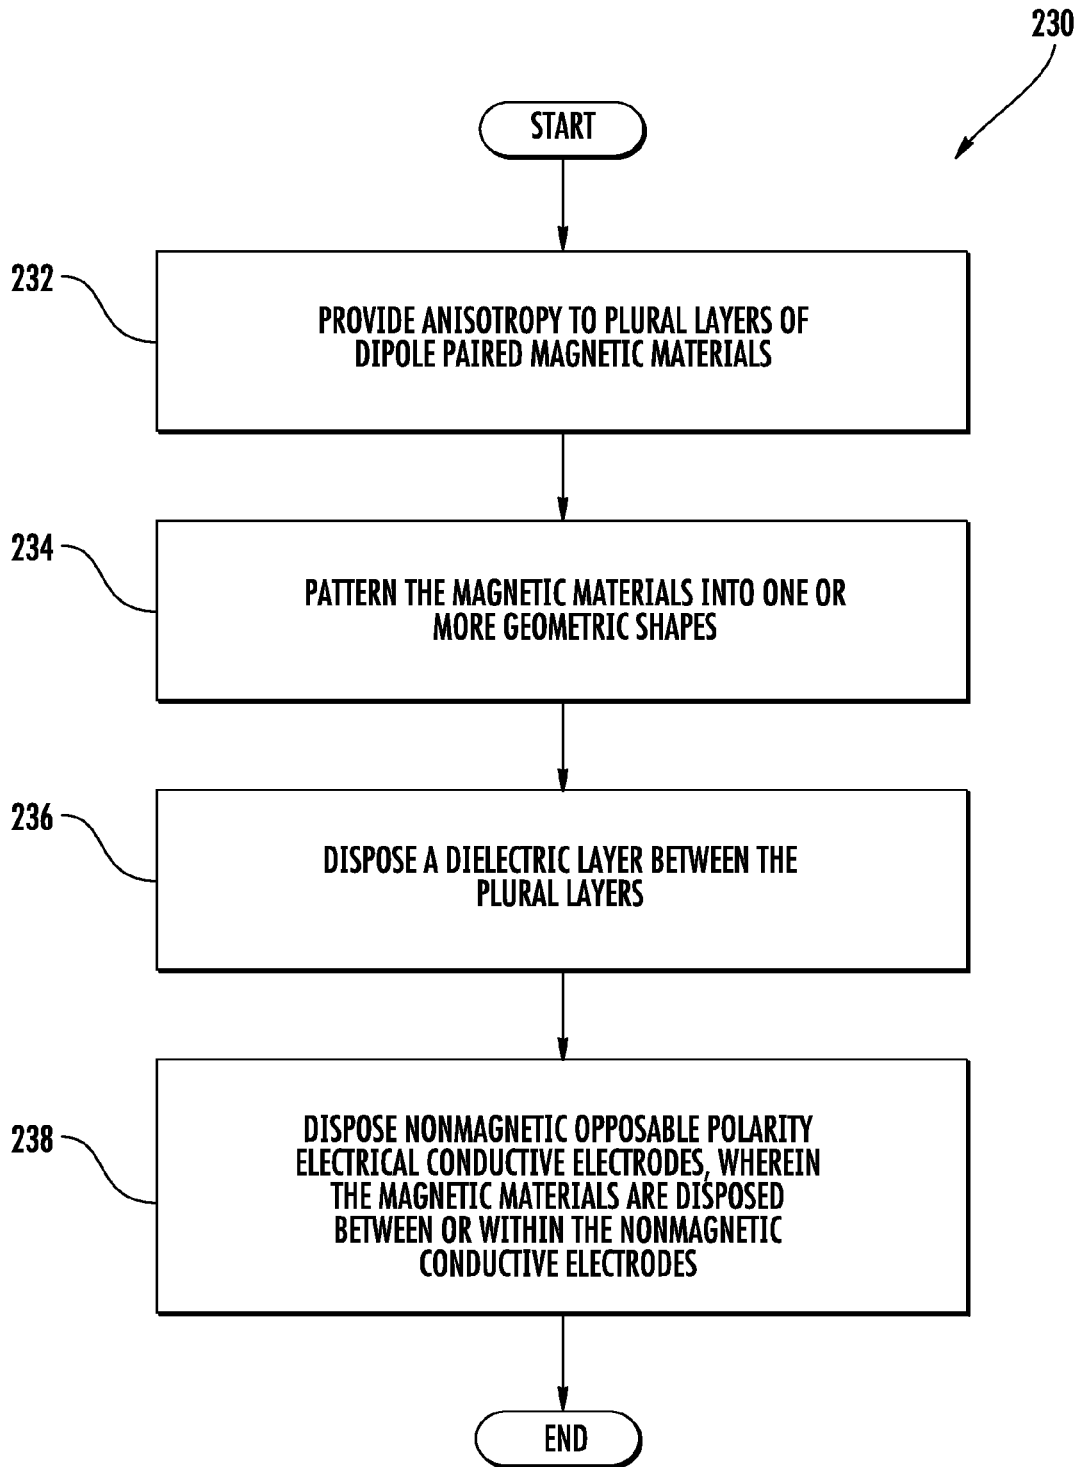 230
START
232
PROVIDE ANISOTROPY TO PLURAL LAYERS OF
DIPOLE PAIRED MAGNETIC MATERIALS
234
PATTERN THE MAGNETIC MATERIALS INTO ONE OR
MORE GEOMETRIC SHAPES
236
DISPOSE A DIELECTRIC LAYER BETWEEN THE
PLURAL LAYERS
238
DISPOSE NONMAGNETIC OPPOSABLE POLARITY
ELECTRICAL CONDUCTIVE ELECTRODES, WHEREIN
THE MAGNETIC MATERIALS ARE DISPOSED
BETWEEN OR WITHIN THE NONMAGNETIC
CONDUCTIVE ELECTRODES
END